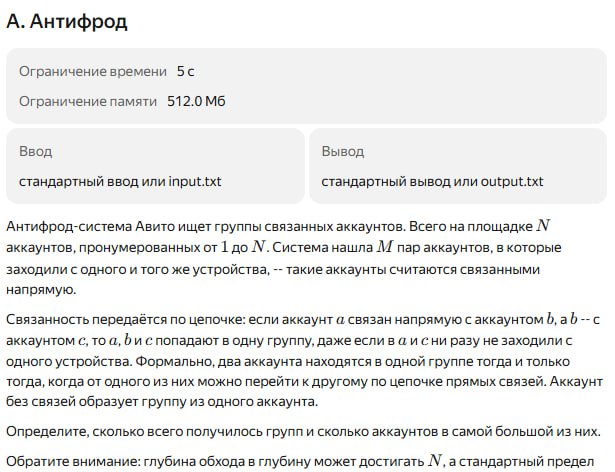 А. Антифрод
Ограничение времени 5 с
Ограничение памяти 512.0 Мб
Ввод
стандартный ввод или input.txt
Вывод
стандартный вывод или output.txt
Антифрод-система Авито ищет группы связанных аккаунтов. Всего на площадке N
аккаунтов, пронумерованных от 1 до N. Система нашла M пар аккаунтов, в которые
заходили с одного и того же устройства, -- такие аккаунты считаются связанными
напрямую.
Связанность передаётся по цепочке: если аккаунт a связан напрямую с аккаунтом b, а b -- с
аккаунтом c, то a, b и c попадают в одну группу, даже если в a и c ни разу не заходили с
одного устройства. Формально, два аккаунта находятся в одной группе тогда и только
тогда, когда от одного из них можно перейти к другому по цепочке прямых связей. Аккаунт
без связей образует группу из одного аккаунта.
Определите, сколько всего получилось групп и сколько аккаунтов в самой большой из них.
Обратите внимание: глубина обхода в глубину может достигать N, а стандартный предел